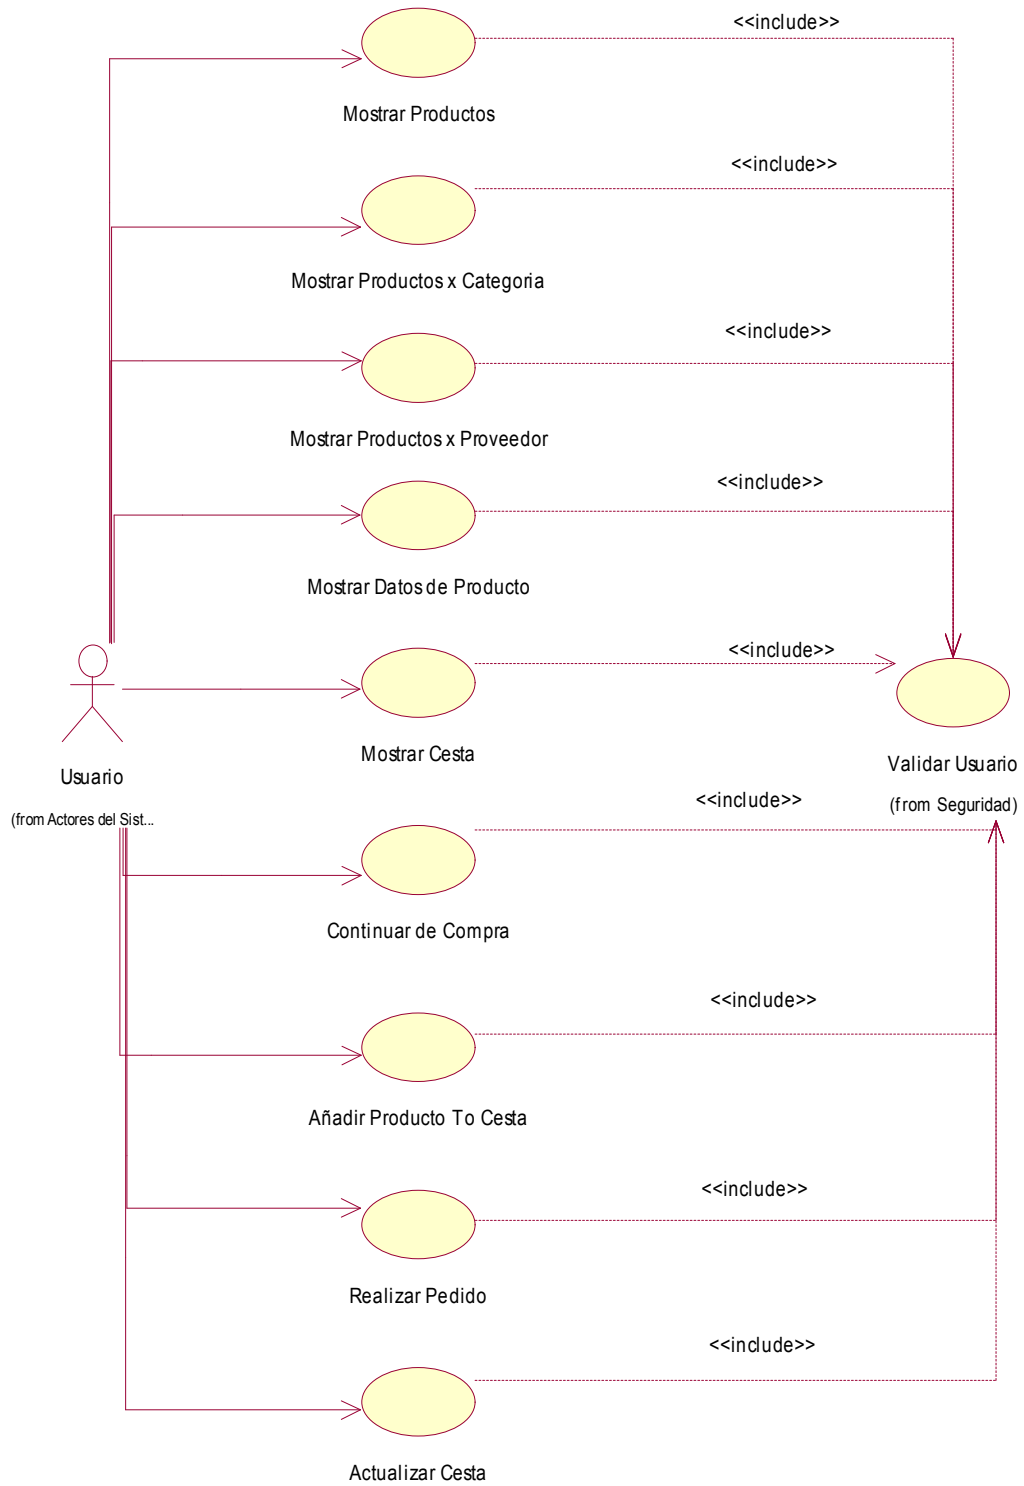 <<include>>
Mostrar Productos
<<include>>
Mostrar Productos x Categoria
<<include>>
Mostrar Productos x Proveedor
<<include>>
Mostrar Datos de Producto
<<include>>
Mostrar Cesta
Validar Usuario
(from Seguridad)
Usuario
(from Actores del Sist...
<<include>>
Continuar de Compra
<<include>>
Añadir Producto To Cesta
<<include>>
Realizar Pedido
<<include>>
Actualizar Cesta